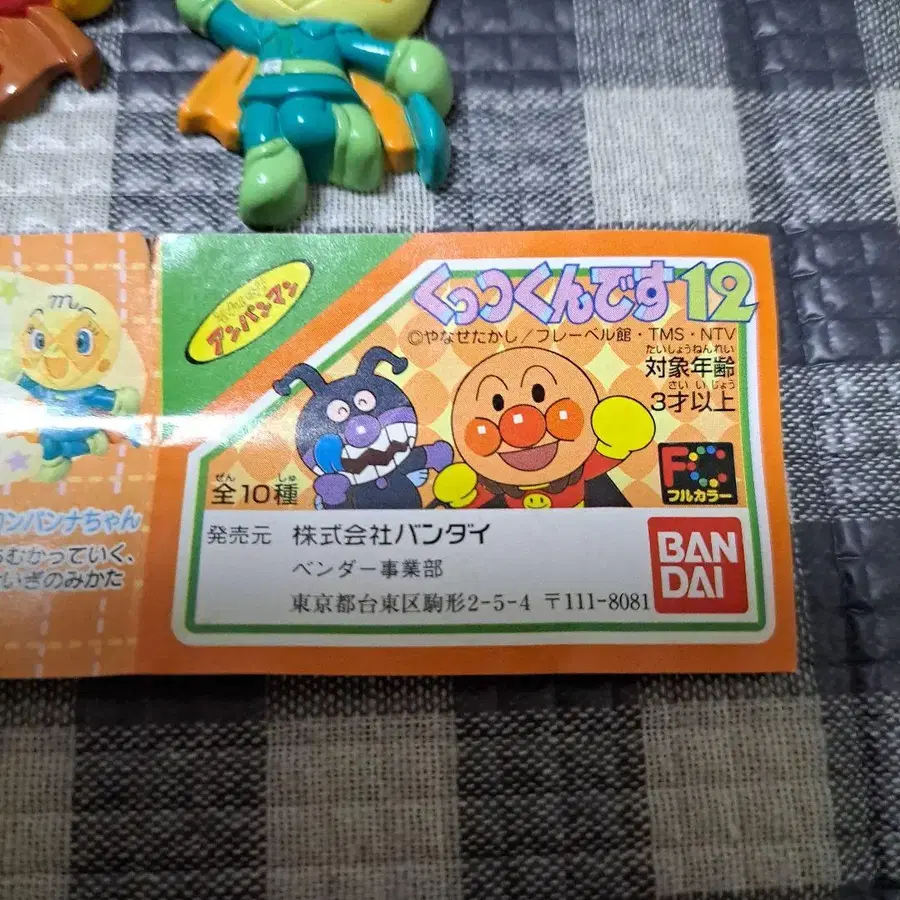 アンパンマン
くっつくんです12
©やなせたかし/フレーベル館・TMS・NTV
たいしょうねんれい
対象年齢
さい いじょう
3才以上
ぜん しゅ
全10種
FC
フルカラー
発売元 株式会社バンダイ
ベンダー事業部
東京都台東区駒形2-5-4 〒111-8081
BAN
DAI
m
ンパンナちゃん
むかっていく、
いぎのみかた